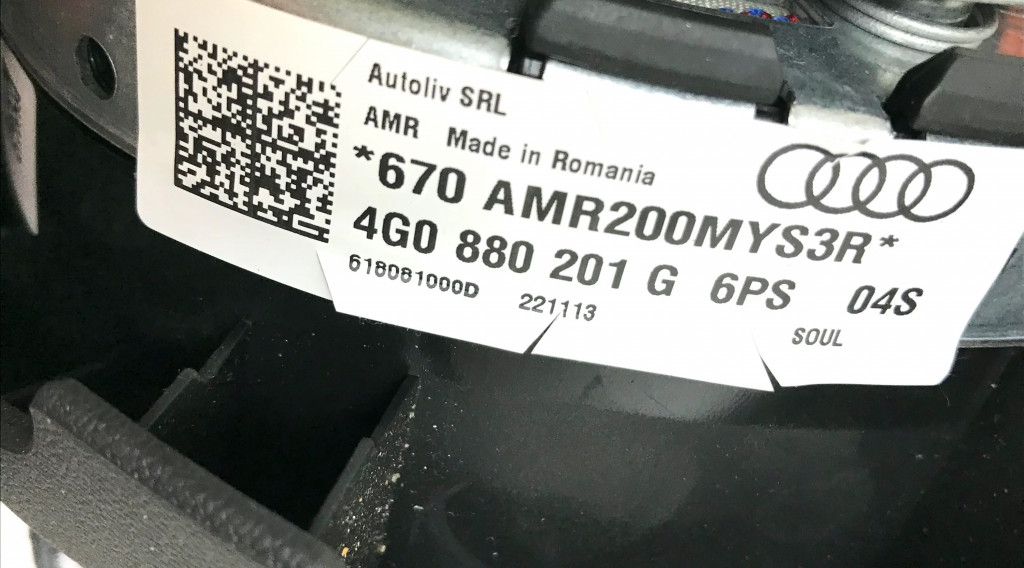 Autoliv SRL
AMR Made in Romania
*670 AMR200MYS3R*
4G0 880 201 G 6PS 04S
618081000D 221113
SOUL